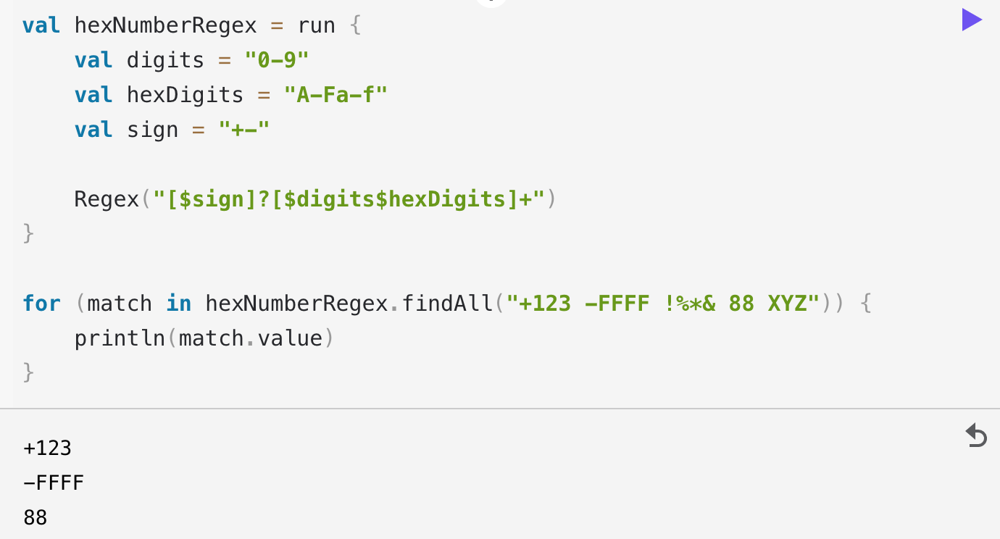 val hexNumberRegex = run {
    val digits = "0-9"
    val hexDigits = "A-Fa-f"
    val sign = "+-"

    Regex("[$sign]?[$digits$hexDigits]+")
}

for (match in hexNumberRegex.findAll("+123 -FFFF !%*& 88 XYZ")) {
    println(match.value)
}
+123
-FFFF
88